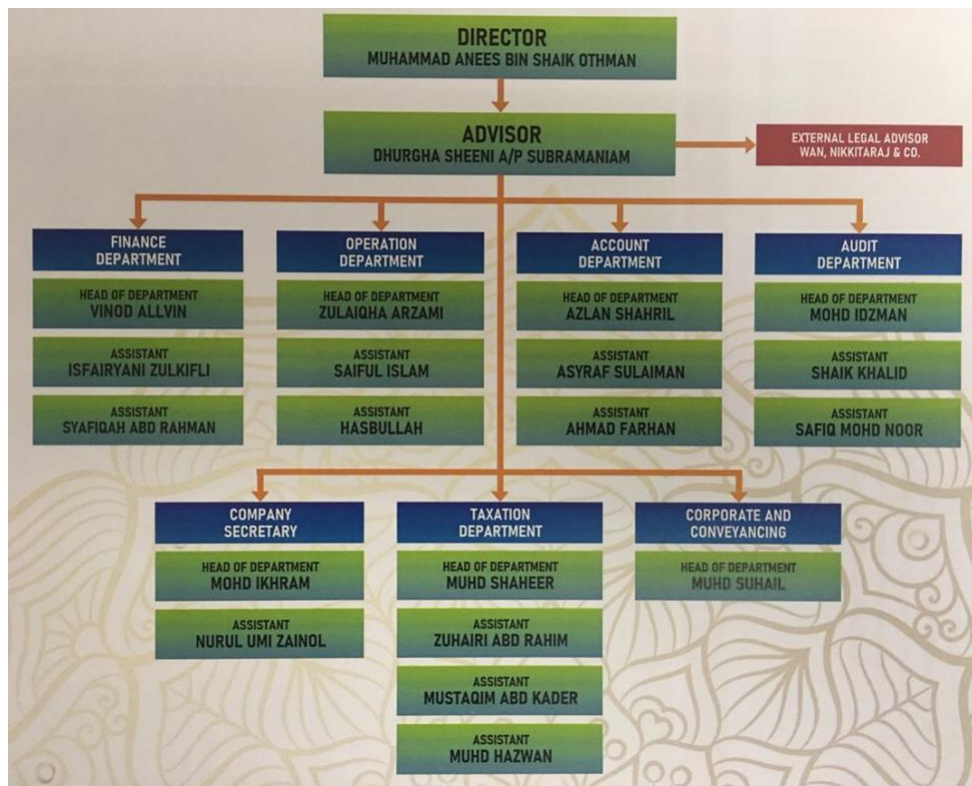 DIRECTOR
MUHAMMAD ANEES BIN SHAIK OTHMAN
ADVISOR
DHURGHA SHEENI A/P SUBRAMANIAM
EXTERNAL LEGAL ADVISOR
WAN, NIKKITARAJ & CO.
FINANCE
DEPARTMENT
HEAD OF DEPARTMENT
VINOD ALLVIN
ASSISTANT
ISFAIRYANI ZULKIFLI
ASSISTANT
SYAFIQAH ABD RAHMAN
OPERATION
DEPARTMENT
HEAD OF DEPARTMENT
ZULAIQHA ARZAMI
ASSISTANT
SAIFUL ISLAM
ASSISTANT
HASBULLAH
ACCOUNT
DEPARTMENT
HEAD OF DEPARTMENT
AZLAN SHAHRIL
ASSISTANT
ASYRAF SULAIMAN
ASSISTANT
AHMAD FARHAN
AUDIT
DEPARTMENT
HEAD OF DEPARTMENT
MOHD IDZMAN
ASSISTANT
SHAIK KHALID
ASSISTANT
SAFIQ MOHD NOOR
COMPANY
SECRETARY
HEAD OF DEPARTMENT
MOHD IKHRAM
ASSISTANT
NURUL UMI ZAINOL
TAXATION
DEPARTMENT
HEAD OF DEPARTMENT
MUHD SHAHEER
ASSISTANT
ZUHAIRI ABD RAHIM
ASSISTANT
MUSTAQIM ABD KADER
ASSISTANT
MUHD HAZWAN
CORPORATE AND
CONVEYANCING
HEAD OF DEPARTMENT
MUHD SUHAIL